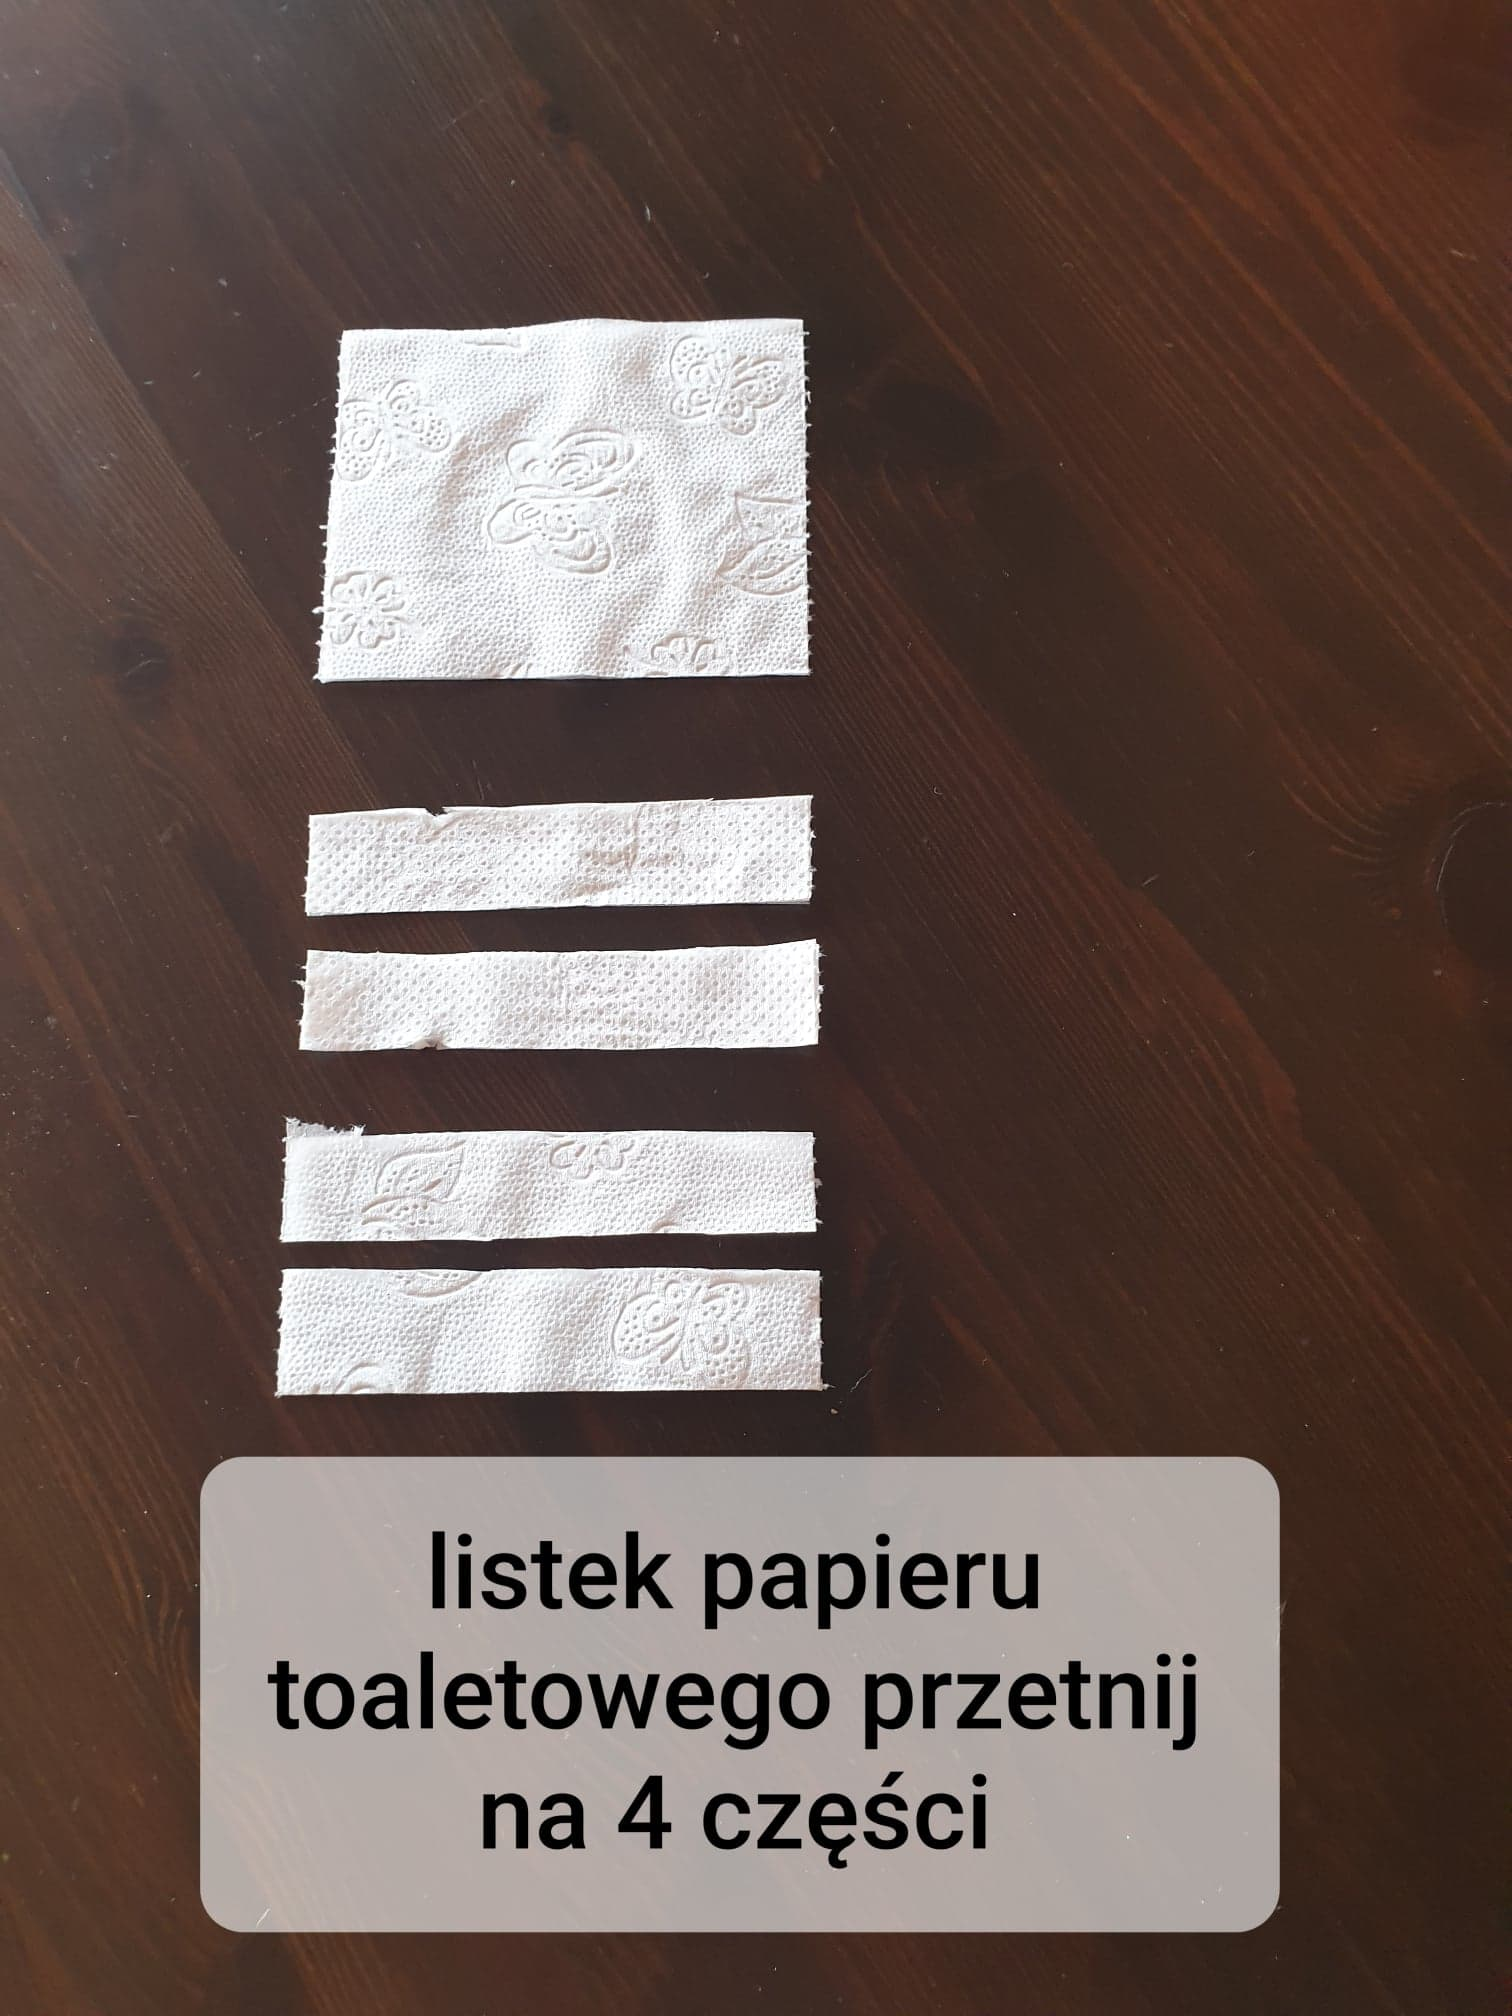 listek papieru
toaletowego przetnij
na 4 części